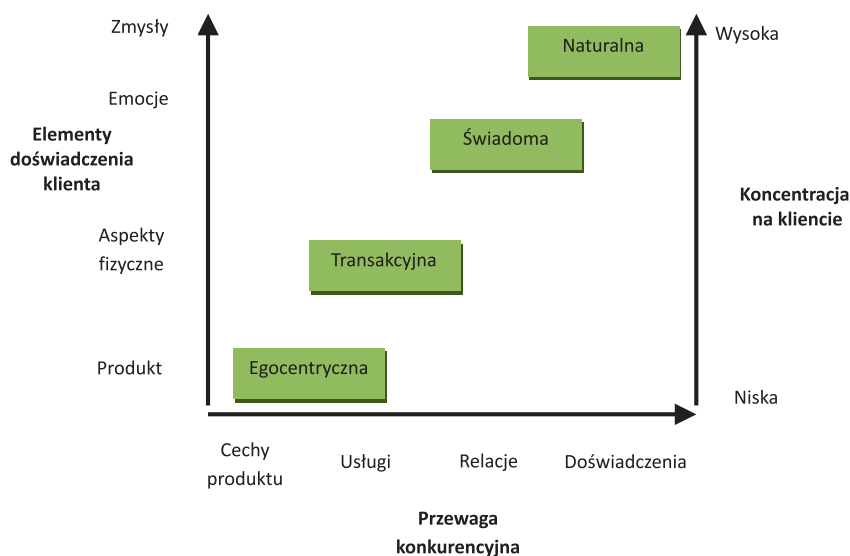 Zmysły
Wysoka
Naturalna
Emocje
Elementy
doświadczenia
klienta
Świadoma
Koncentracja
na kliencie
Aspekty
fizyczne
Transakcyjna
Produkt
Egocentryczna
Niska
Cechy
produktu
Usługi
Relacje
Doświadczenia
Przewaga
konkurencyjna